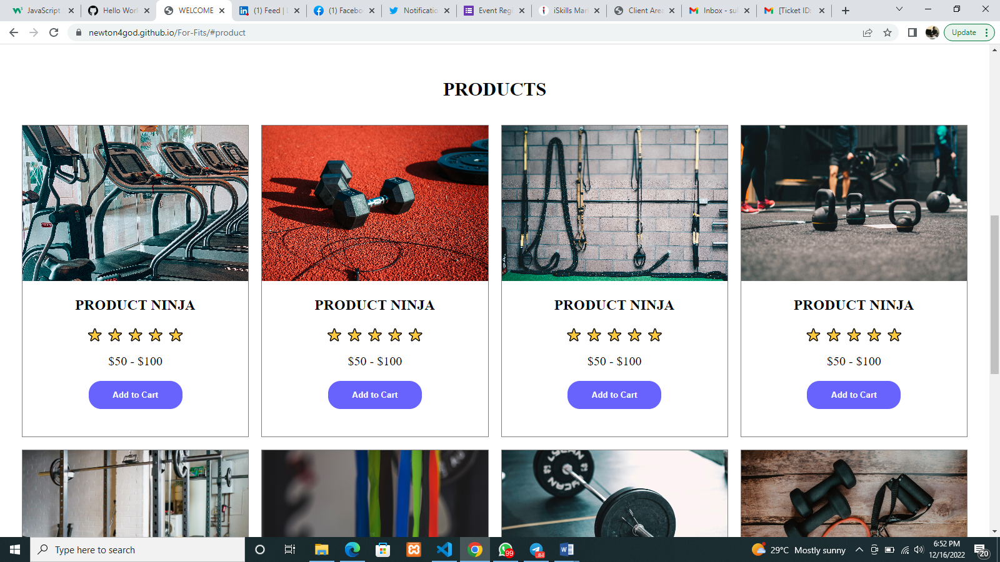 JavaScript
Hello Worl
WELCOME
(1) Feed | L
(1) Facebo
Notificatio
Event Regi
iSkills Mar
Client Area
Inbox - sul
[Ticket ID:
newton4god.github.io/For-Fits/#product
Update
PRODUCTS
PRODUCT NINJA
PRODUCT NINJA
PRODUCT NINJA
PRODUCT NINJA
$50 - $100
$50 - $100
$50 - $100
$50 - $100
Add to Cart
Add to Cart
Add to Cart
Add to Cart
Type here to search
99
84
29°C Mostly sunny
6:52 PM
12/16/2022
20